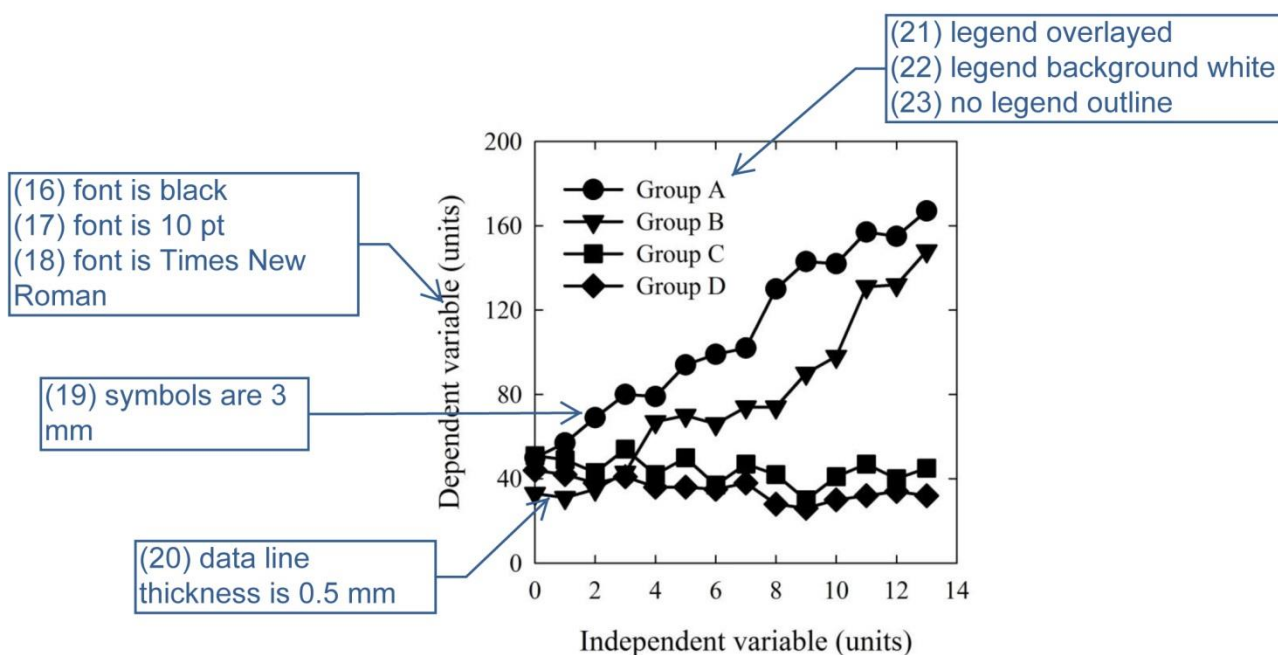 (21) legend overlayed
(22) legend background white
(23) no legend outline
(16) font is black
(17) font is 10 pt
(18) font is Times New
Roman
(19) symbols are 3
mm
(20) data line
thickness is 0.5 mm
Dependent variable (units)
200
160
120
80
40
0
Group A
Group B
Group C
Group D
0 2 4 6 8 10 12 14
Independent variable (units)